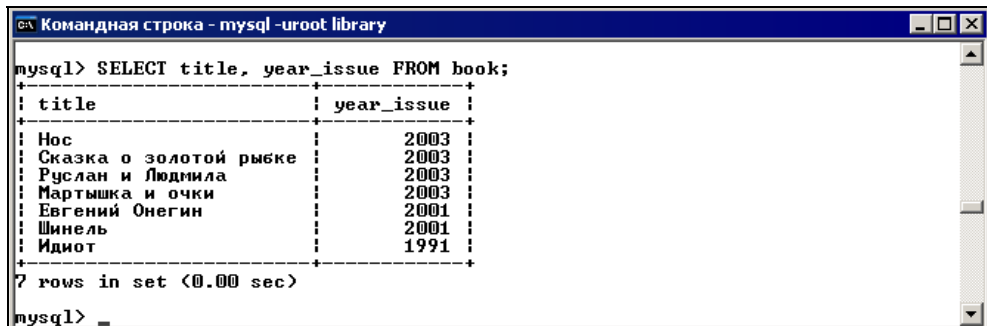 Командная строка - mysql -uroot library
mysql> SELECT title, year_issue FROM book;
+-----------------------+------------+
| title | year_issue |
+-----------------------+------------+
| Нос | 2003 |
| Сказка о золотой рыбке | 2003 |
| Руслан и Людмила | 2003 |
| Мартышка и очки | 2003 |
| Евгений Онегин | 2001 |
| Шинель | 2001 |
| Идиот | 1991 |
+-----------------------+------------+
7 rows in set (0.00 sec)
mysql> _